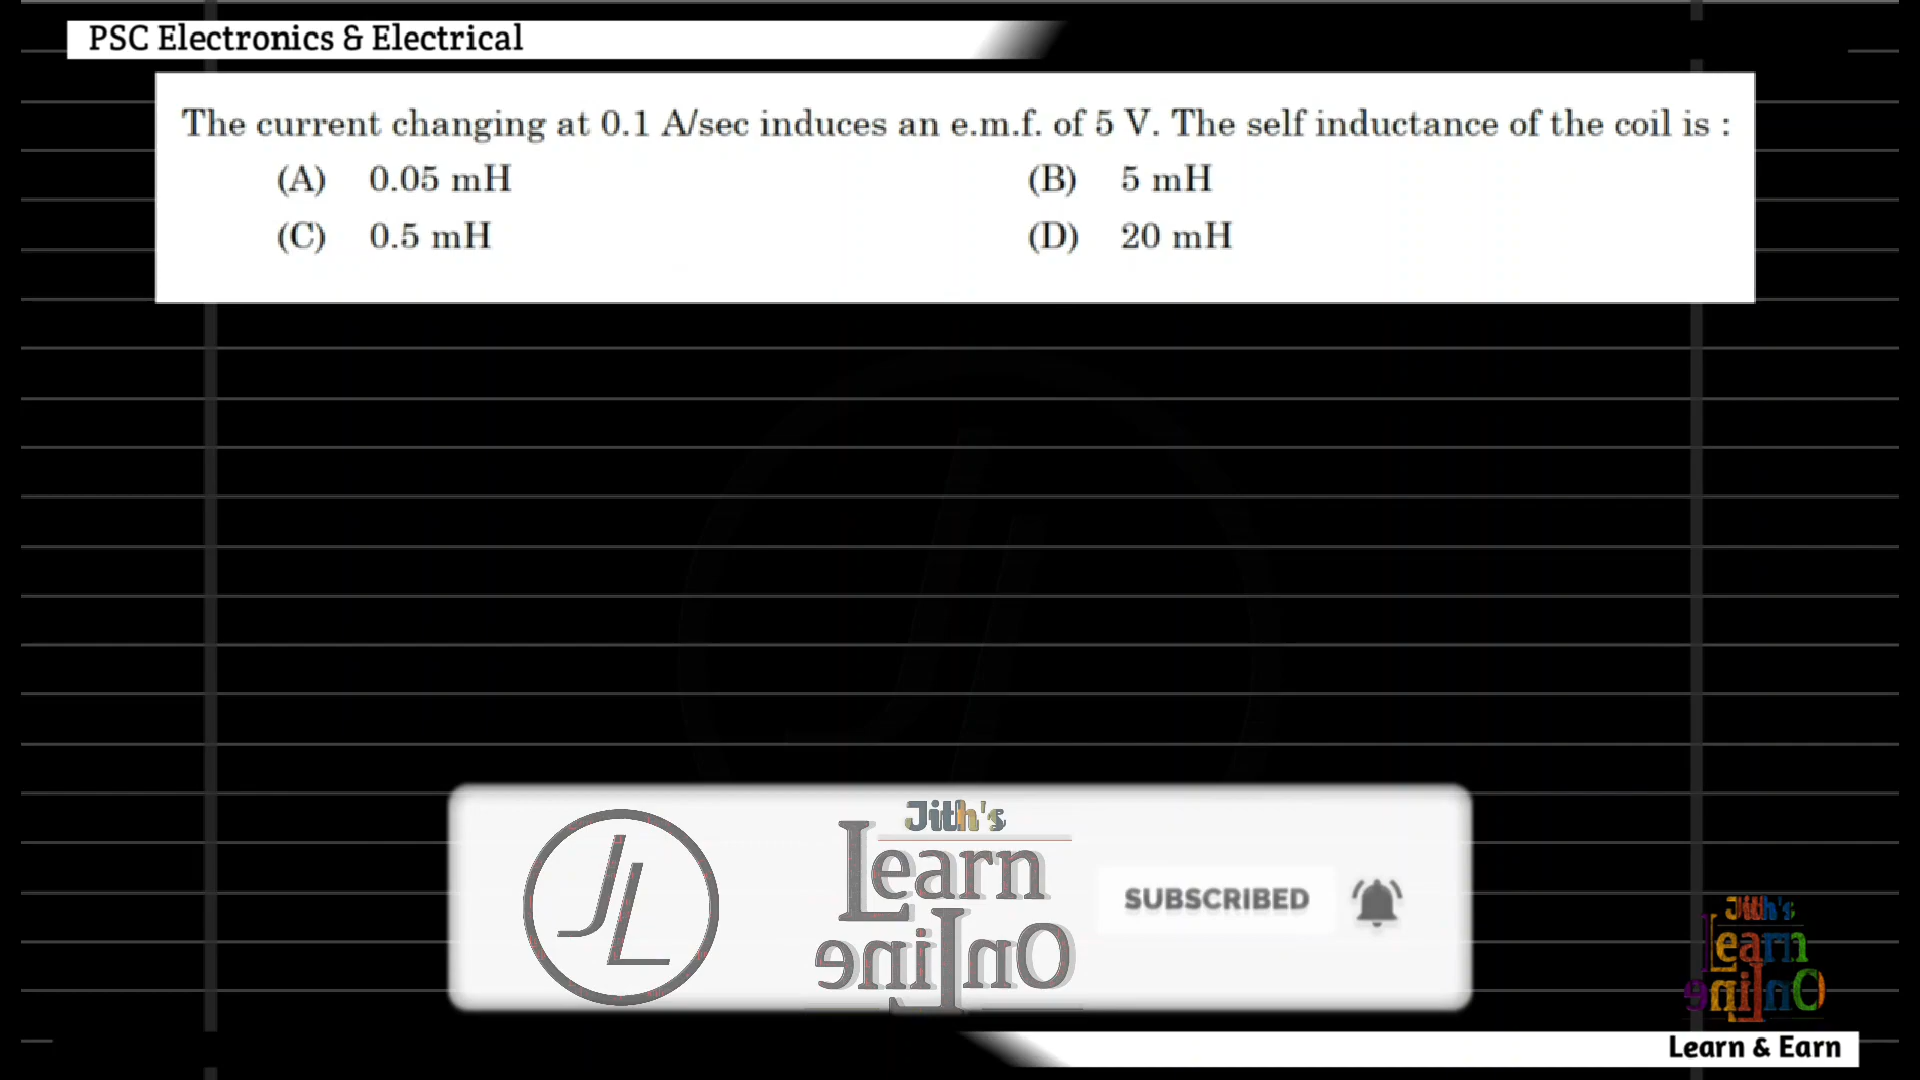 PSC Electronics & Electrical
The current changing at 0.1 A/sec induces an e.m.f. of 5 V. The self inductance of the coil is :
(A) 0.05 mH (B) 5 mH
(C) 0.5 mH (D) 20 mH
JL
Jith's
Learn
OnLine
SUBSCRIBED
Jith's
Learn
OnLine
Learn & Earn